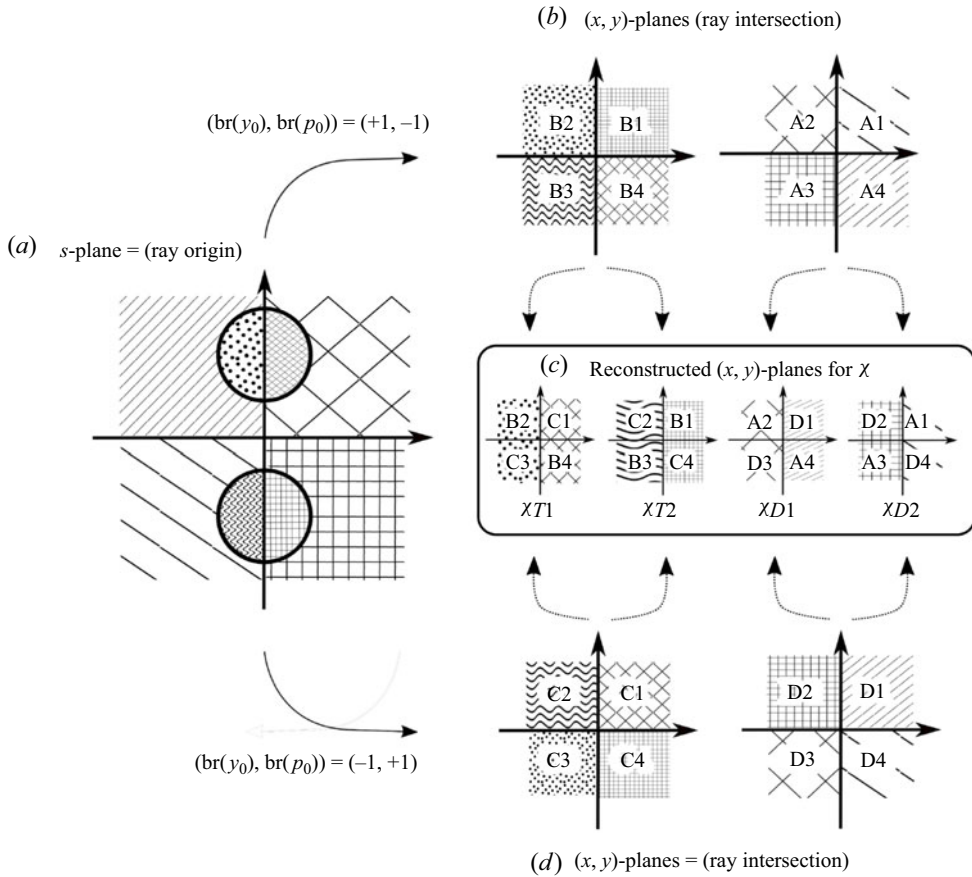 (b) (x, y)-planes (ray intersection)
(br(y0), br(p0)) = (+1, –1)
B2 B1 A2 A1
B3 B4 A3 A4
(a) s-plane = (ray origin)
(c) Reconstructed (x, y)-planes for χ
B2 C1 C2 B1 A2 D1 D2 A1
C3 B4 B3 C4 D3 A4 A3 D4
χT1 χT2 χD1 χD2
C2 C1 D2 D1
C3 C4 D3 D4
(br(y0), br(p0)) = (–1, +1)
(d) (x, y)-planes = (ray intersection)